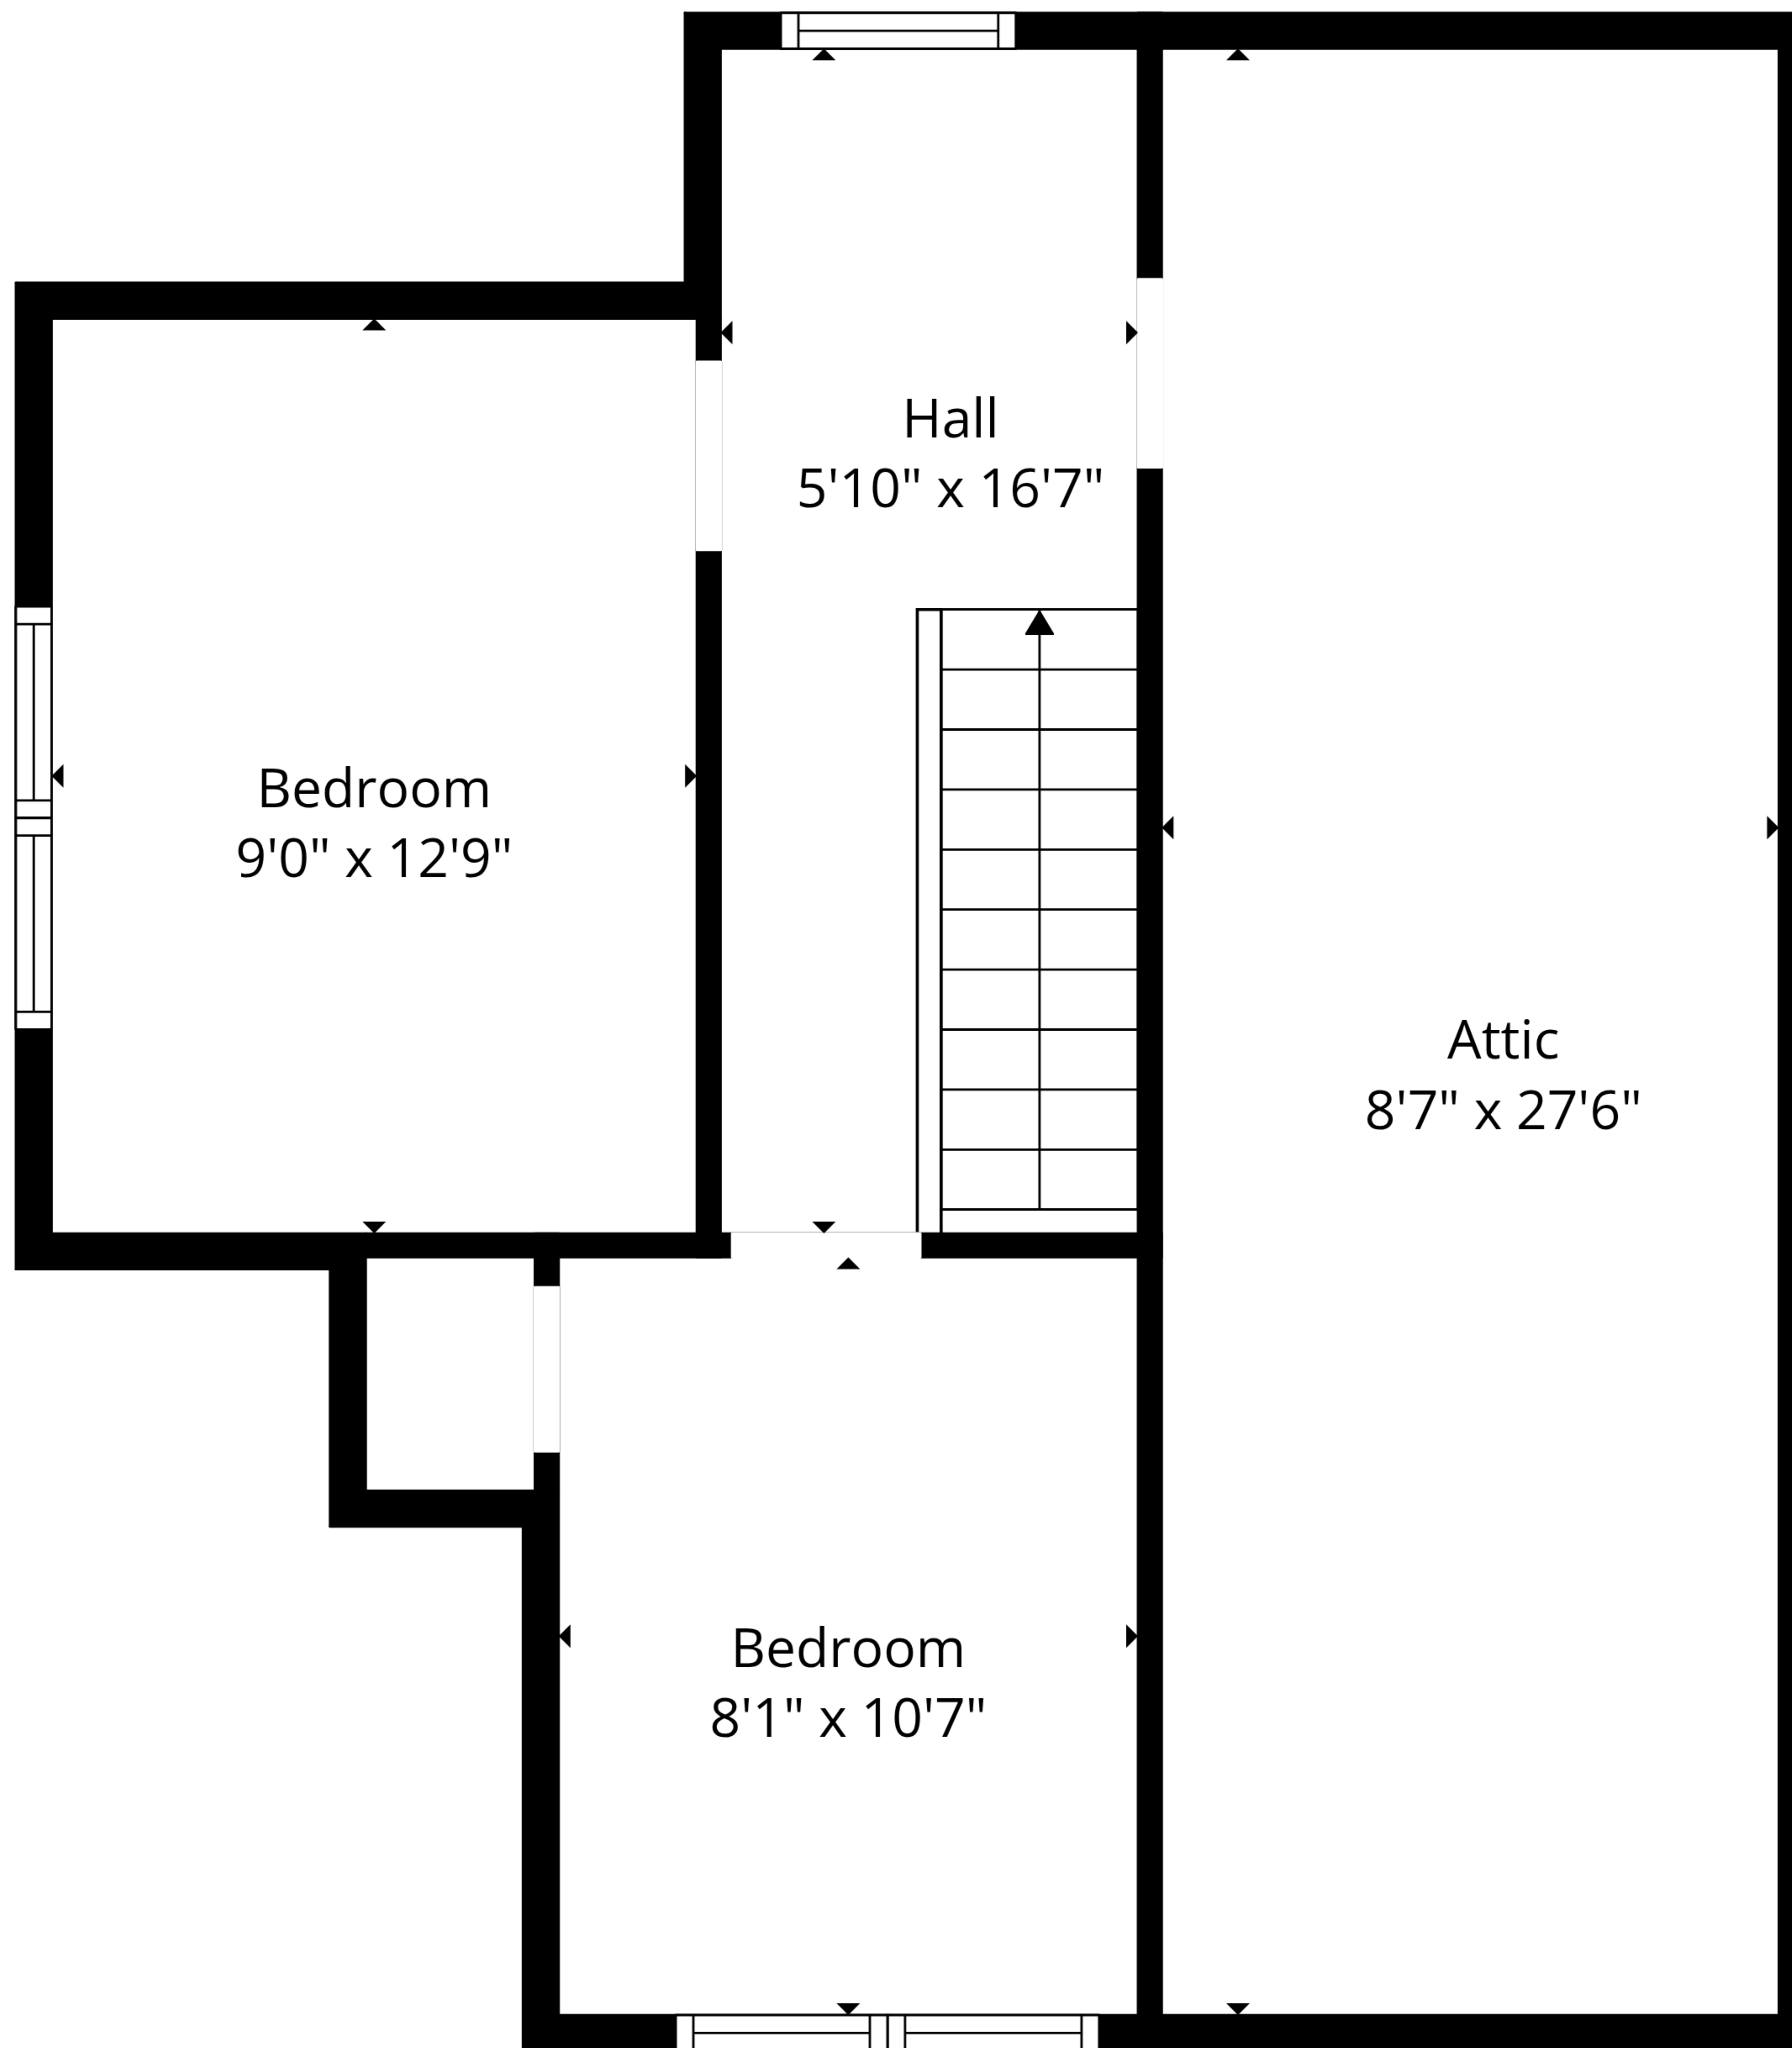 Hall
5'10" x 16'7"
Bedroom
9'0" x 12'9"
Attic
8'7" x 27'6"
Bedroom
8'1" x 10'7"